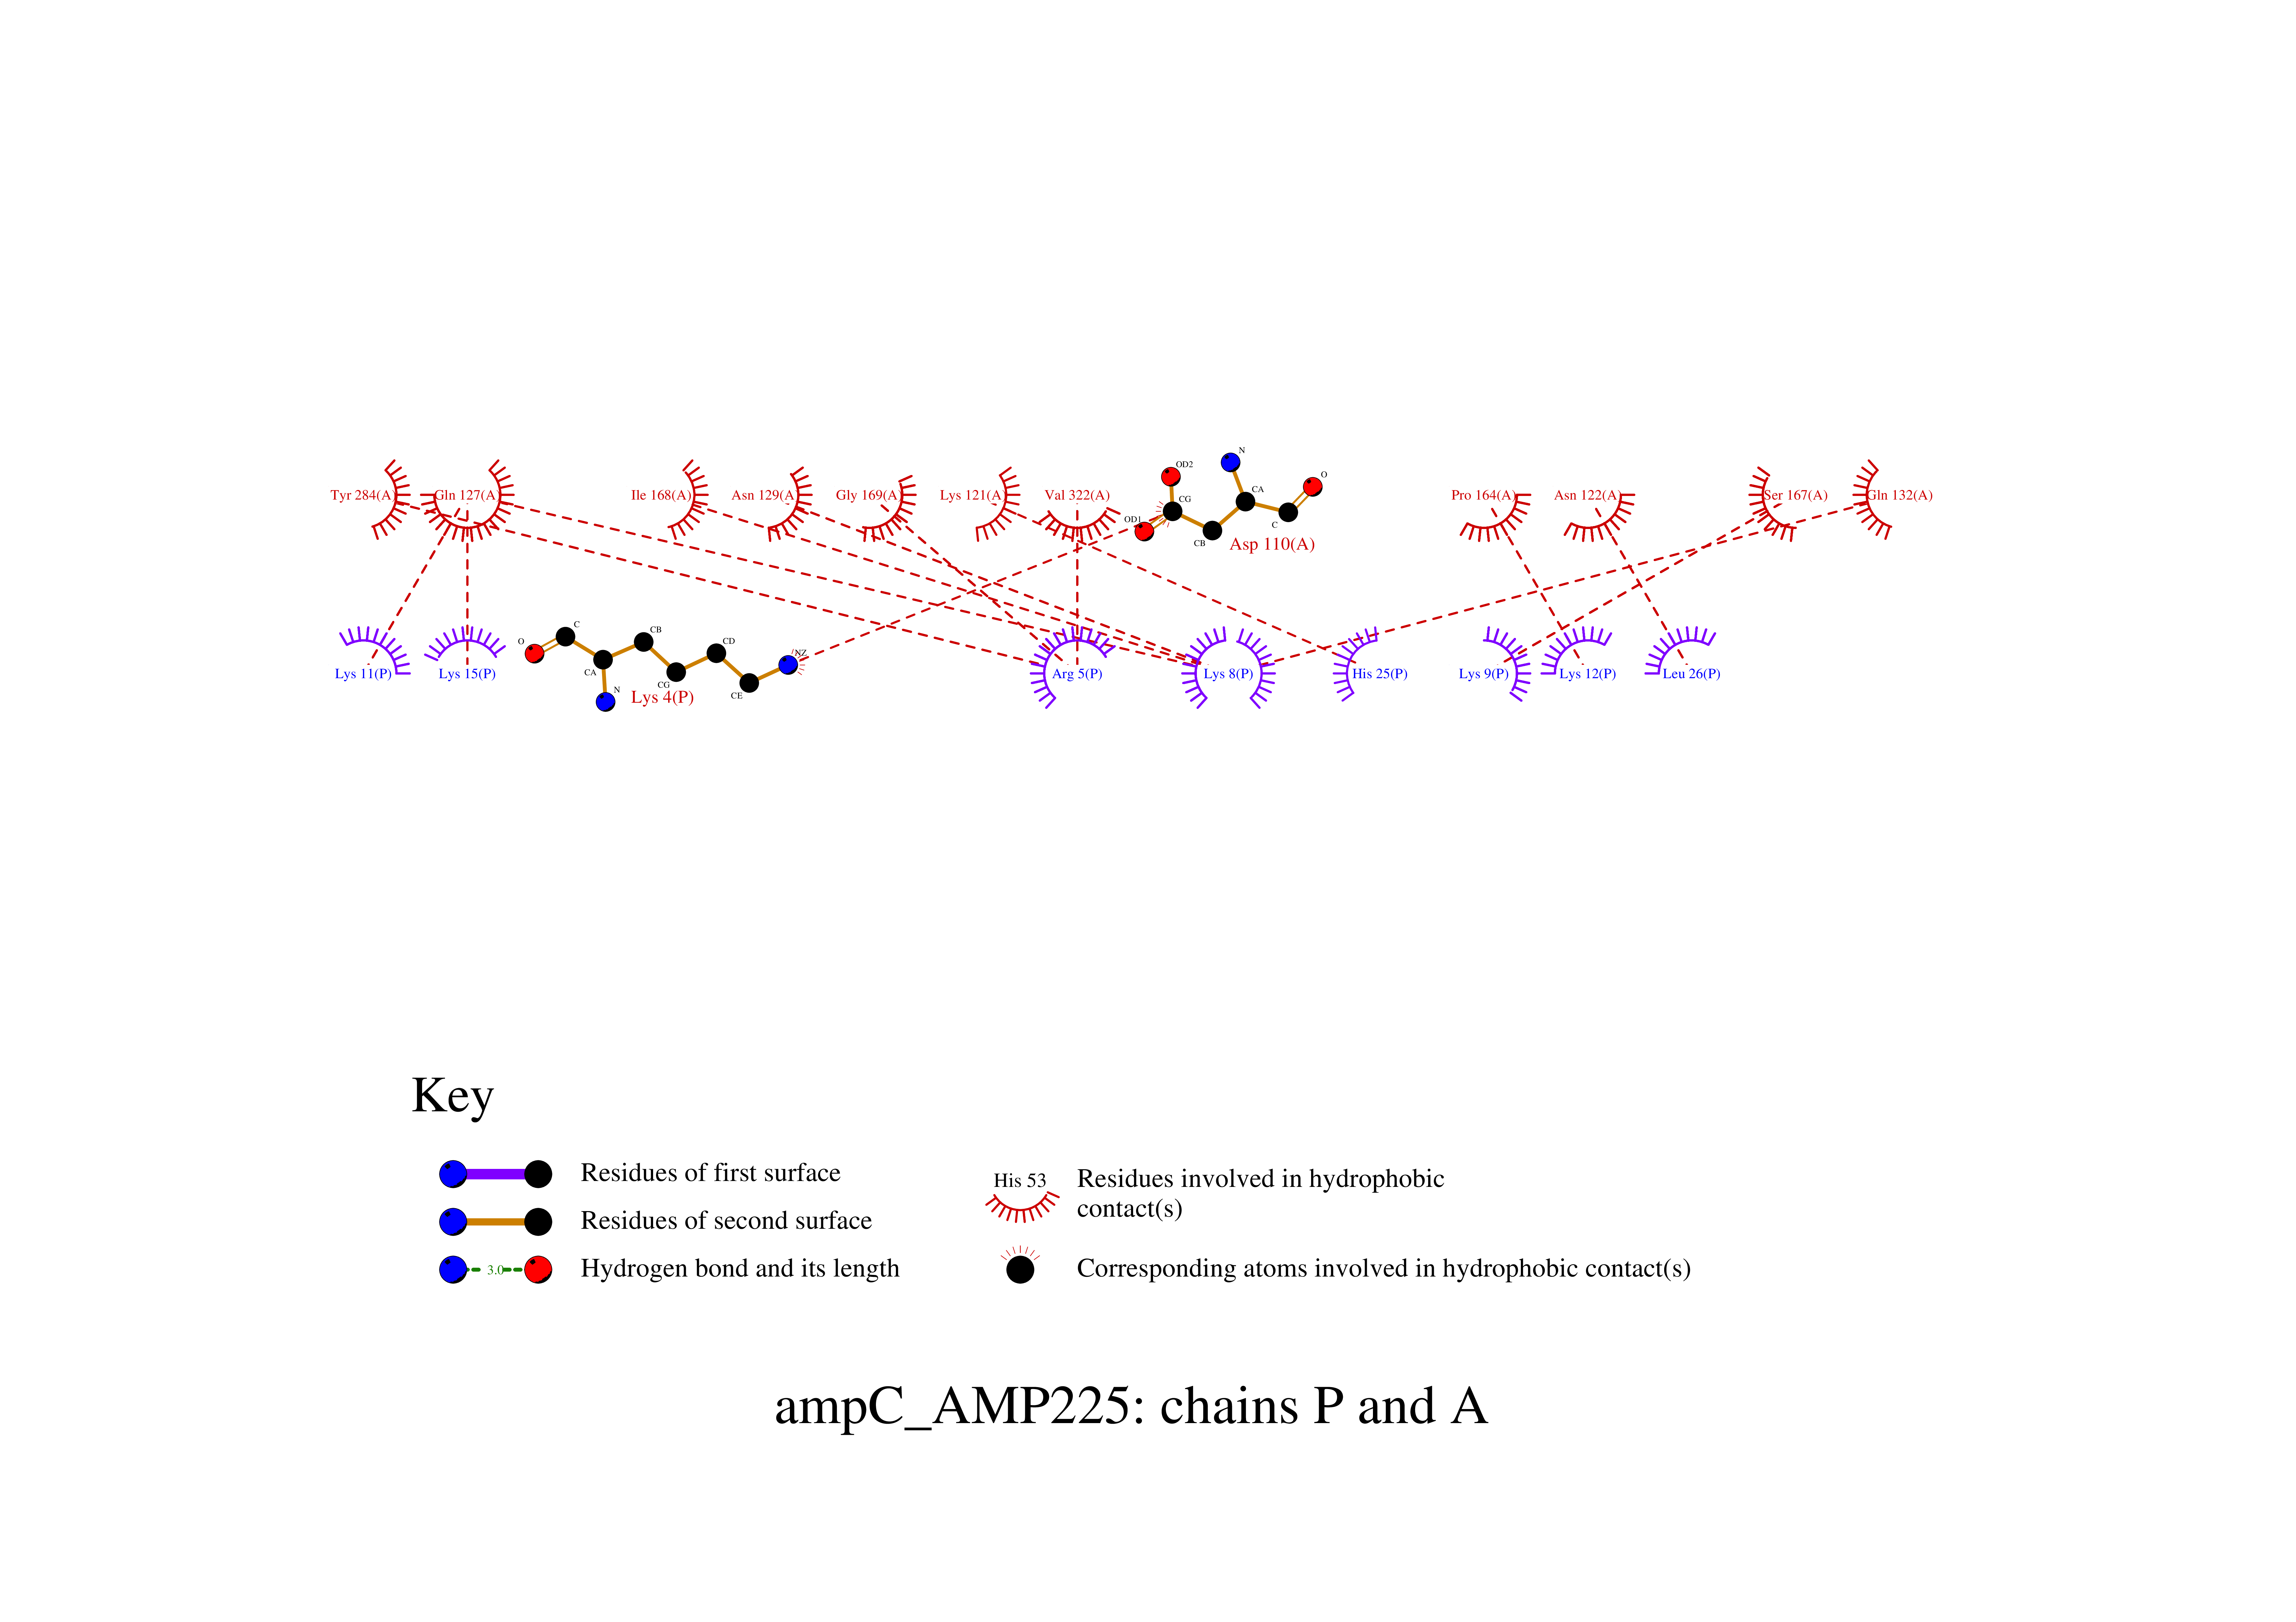 N
OD2
O
CA
Tyr 284(A)
Gln 127(A)
Ile 168(A)
Asn 129(A)
Gly 169(A)
Lys 121(A)
Val 322(A)
CG
Pro 164(A)
Asn 122(A)
Ser 167(A)
Gln 132(A)
OD1
C
CB
Asp 110(A)
C
CB
O
CD
NZ
CA
Lys 11(P)
Lys 15(P)
Arg 5(P)
Lys 8(P)
His 25(P)
Lys 9(P)
Lys 12(P)
Leu 26(P)
CG
N
Lys 4(P)
CE
Key
Residues of first surface
Residues of second surface
3.0
Hydrogen bond and its length
His 53
Residues involved in hydrophobic
contact(s)
Corresponding atoms involved in hydrophobic contact(s)
ampC_AMP225: chains P and A